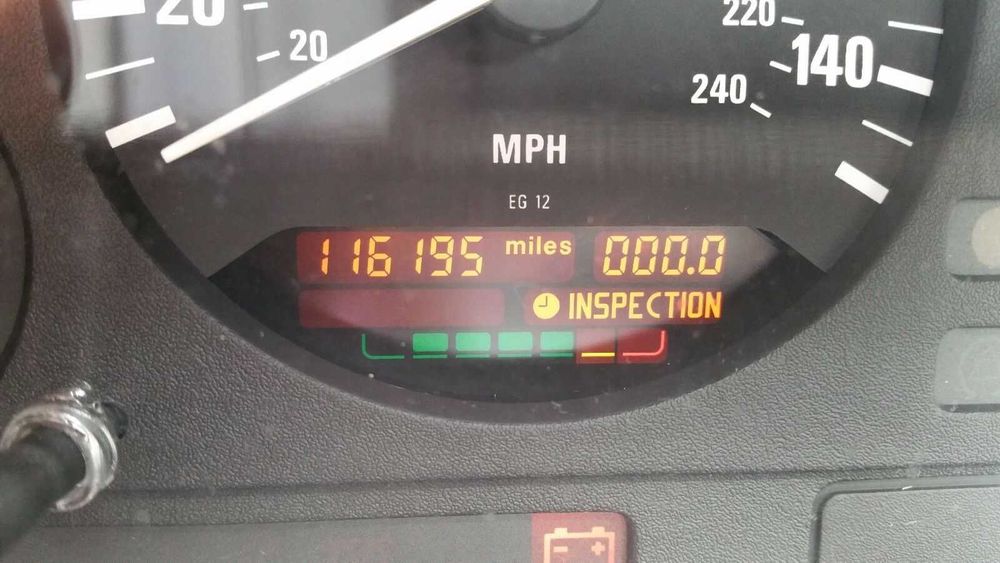 20
20
220
140
240
MPH
EG 12
116195 miles 000.0
INSPECTION